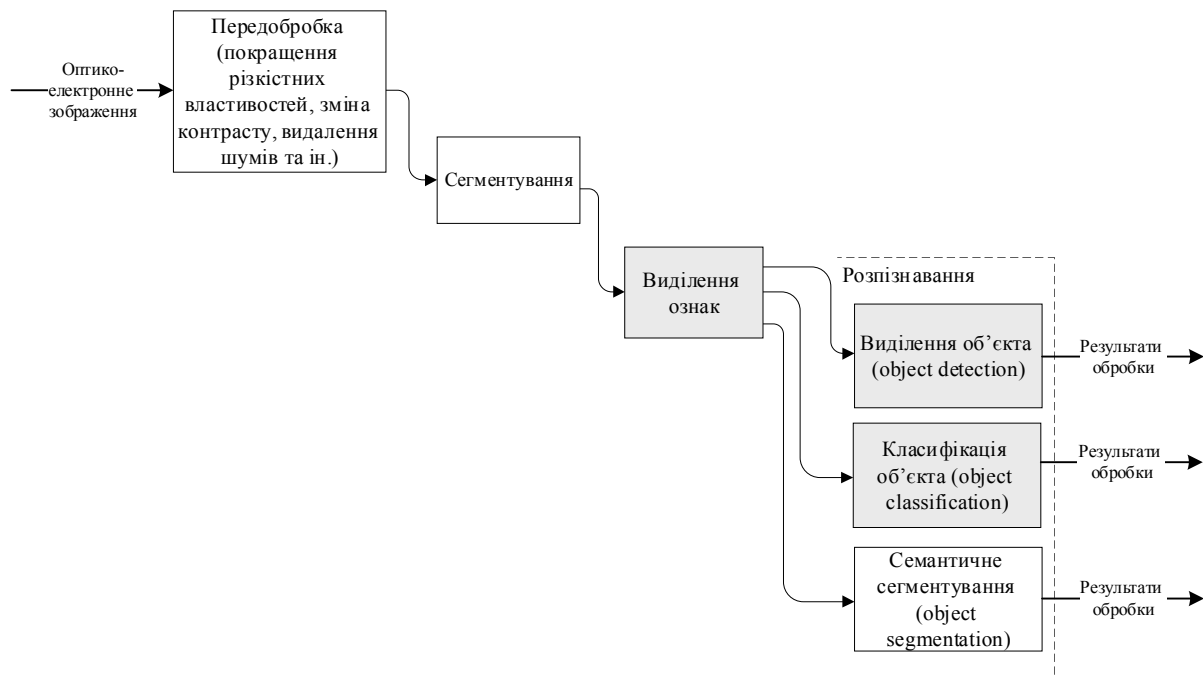 Передобробка
(покращення
різкістних
властивостей, зміна
контрасту, видалення
шумів та ін.)
Оптико-
електронне
зображення
Сегментування
Виділення
ознак
Розпізнавання
Виділення об’єкта
(object detection)
Результати
обробки
Класифікація
об’єкта (object
classification)
Результати
обробки
Семантичне
сегментування
(object
segmentation)
Результати
обробки